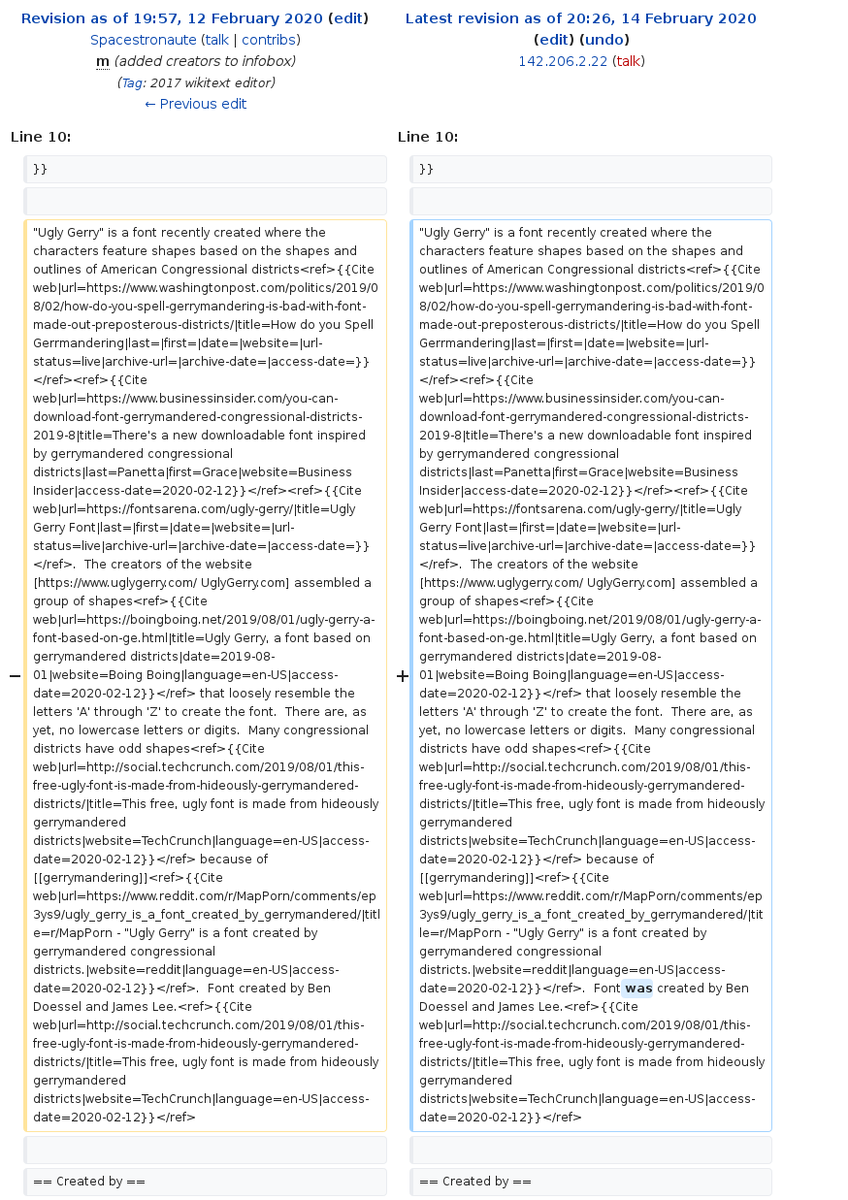 Revision as of 19:57, 12 February 2020 (edit)
Spacestronaute (talk | contribs)
m (added creators to infobox)
(Tag: 2017 wikitext editor)
← Previous edit
Latest revision as of 20:26, 14 February 2020
(edit) (undo)
142.206.2.22 (talk)
Line 10:
}}
"Ugly Gerry" is a font recently created where the
characters feature shapes based on the shapes and
outlines of American Congressional districts<ref>{{Cite
web|url=https://www.washingtonpost.com/politics/2019/0
8/02/how-do-you-spell-gerrymandering-is-bad-with-font-
made-out-preposterous-districts/|title=How do you Spell
Gerrmandering|last=|first=|date=|website=|url-
status=live|archive-url=|archive-date=|access-date=}}
</ref><ref>{{Cite
web|url=https://www.businessinsider.com/you-can-
download-font-gerrymandered-congressional-districts-
2019-8|title=There's a new downloadable font inspired
by gerrymandered congressional
districts|last=Panetta|first=Grace|website=Business
Insider|access-date=2020-02-12}}</ref><ref>{{Cite
web|url=https://fontsarena.com/ugly-gerry/|title=Ugly
Gerry Font|last=|first=|date=|website=|url-
status=live|archive-url=|archive-date=|access-date=}}
</ref>.  The creators of the website
[https://www.uglygerry.com/ UglyGerry.com] assembled a
group of shapes<ref>{{Cite
web|url=https://boingboing.net/2019/08/01/ugly-gerry-a-
font-based-on-ge.html|title=Ugly Gerry, a font based on
gerrymandered districts|date=2019-08-
− 01|website=Boing Boing|language=en-US|access-
date=2020-02-12}}</ref> that loosely resemble the
letters 'A' through 'Z' to create the font.  There are, as
yet, no lowercase letters or digits.  Many congressional
districts have odd shapes<ref>{{Cite
web|url=http://social.techcrunch.com/2019/08/01/this-
free-ugly-font-is-made-from-hideously-gerrymandered-
districts/|title=This free, ugly font is made from hideously
gerrymandered
districts|website=TechCrunch|language=en-US|access-
date=2020-02-12}}</ref> because of
[[gerrymandering]]<ref>{{Cite
web|url=https://www.reddit.com/r/MapPorn/comments/ep
3ys9/ugly_gerry_is_a_font_created_by_gerrymandered/|titl
e=r/MapPorn - "Ugly Gerry" is a font created by
gerrymandered congressional
districts.|website=reddit|language=en-US|access-
date=2020-02-12}}</ref>.  Font created by Ben
Doessel and James Lee.<ref>{{Cite
web|url=http://social.techcrunch.com/2019/08/01/this-
free-ugly-font-is-made-from-hideously-gerrymandered-
districts/|title=This free, ugly font is made from hideously
gerrymandered
districts|website=TechCrunch|language=en-US|access-
date=2020-02-12}}</ref>
== Created by ==
Line 10:
}}
"Ugly Gerry" is a font recently created where the
characters feature shapes based on the shapes and
outlines of American Congressional districts<ref>{{Cite
web|url=https://www.washingtonpost.com/politics/2019/0
8/02/how-do-you-spell-gerrymandering-is-bad-with-font-
made-out-preposterous-districts/|title=How do you Spell
Gerrmandering|last=|first=|date=|website=|url-
status=live|archive-url=|archive-date=|access-date=}}
</ref><ref>{{Cite
web|url=https://www.businessinsider.com/you-can-
download-font-gerrymandered-congressional-districts-
2019-8|title=There's a new downloadable font inspired
by gerrymandered congressional
districts|last=Panetta|first=Grace|website=Business
Insider|access-date=2020-02-12}}</ref><ref>{{Cite
web|url=https://fontsarena.com/ugly-gerry/|title=Ugly
Gerry Font|last=|first=|date=|website=|url-
status=live|archive-url=|archive-date=|access-date=}}
</ref>.  The creators of the website
[https://www.uglygerry.com/ UglyGerry.com] assembled a
group of shapes<ref>{{Cite
web|url=https://boingboing.net/2019/08/01/ugly-gerry-a-
font-based-on-ge.html|title=Ugly Gerry, a font based on
gerrymandered districts|date=2019-08-
+ 01|website=Boing Boing|language=en-US|access-
date=2020-02-12}}</ref> that loosely resemble the
letters 'A' through 'Z' to create the font.  There are, as
yet, no lowercase letters or digits.  Many congressional
districts have odd shapes<ref>{{Cite
web|url=http://social.techcrunch.com/2019/08/01/this-
free-ugly-font-is-made-from-hideously-gerrymandered-
districts/|title=This free, ugly font is made from hideously
gerrymandered
districts|website=TechCrunch|language=en-US|access-
date=2020-02-12}}</ref> because of
[[gerrymandering]]<ref>{{Cite
web|url=https://www.reddit.com/r/MapPorn/comments/ep
3ys9/ugly_gerry_is_a_font_created_by_gerrymandered/|tit
le=r/MapPorn - "Ugly Gerry" is a font created by
gerrymandered congressional
districts.|website=reddit|language=en-US|access-
date=2020-02-12}}</ref>.  Font was created by Ben
Doessel and James Lee.<ref>{{Cite
web|url=http://social.techcrunch.com/2019/08/01/this-
free-ugly-font-is-made-from-hideously-gerrymandered-
districts/|title=This free, ugly font is made from hideously
gerrymandered
districts|website=TechCrunch|language=en-US|access-
date=2020-02-12}}</ref>
== Created by ==